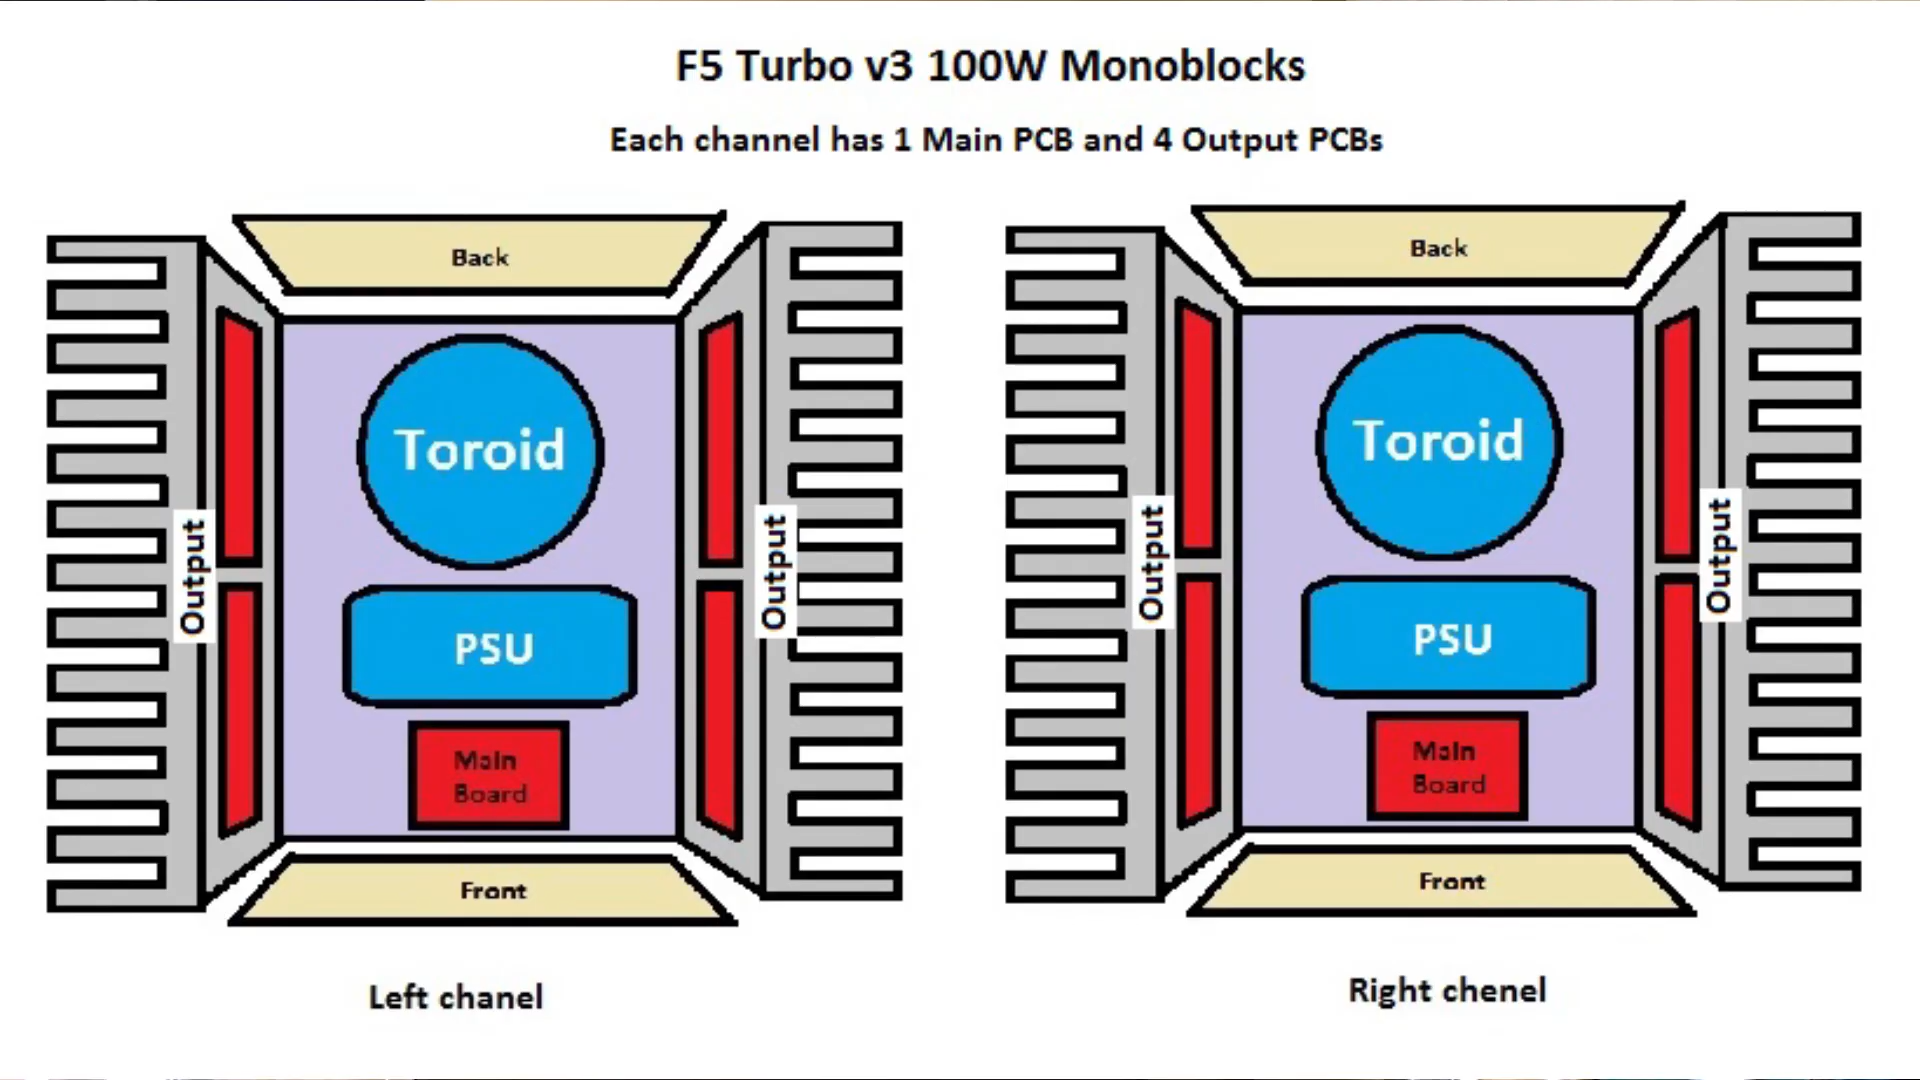 F5 Turbo v3 100W Monoblocks
Each channel has 1 Main PCB and 4 Output PCBs
Back
Toroid
Output
Output
PSU
Main
Board
Front
Left chanel
Back
Toroid
Output
Output
PSU
Main
Board
Front
Right chenel